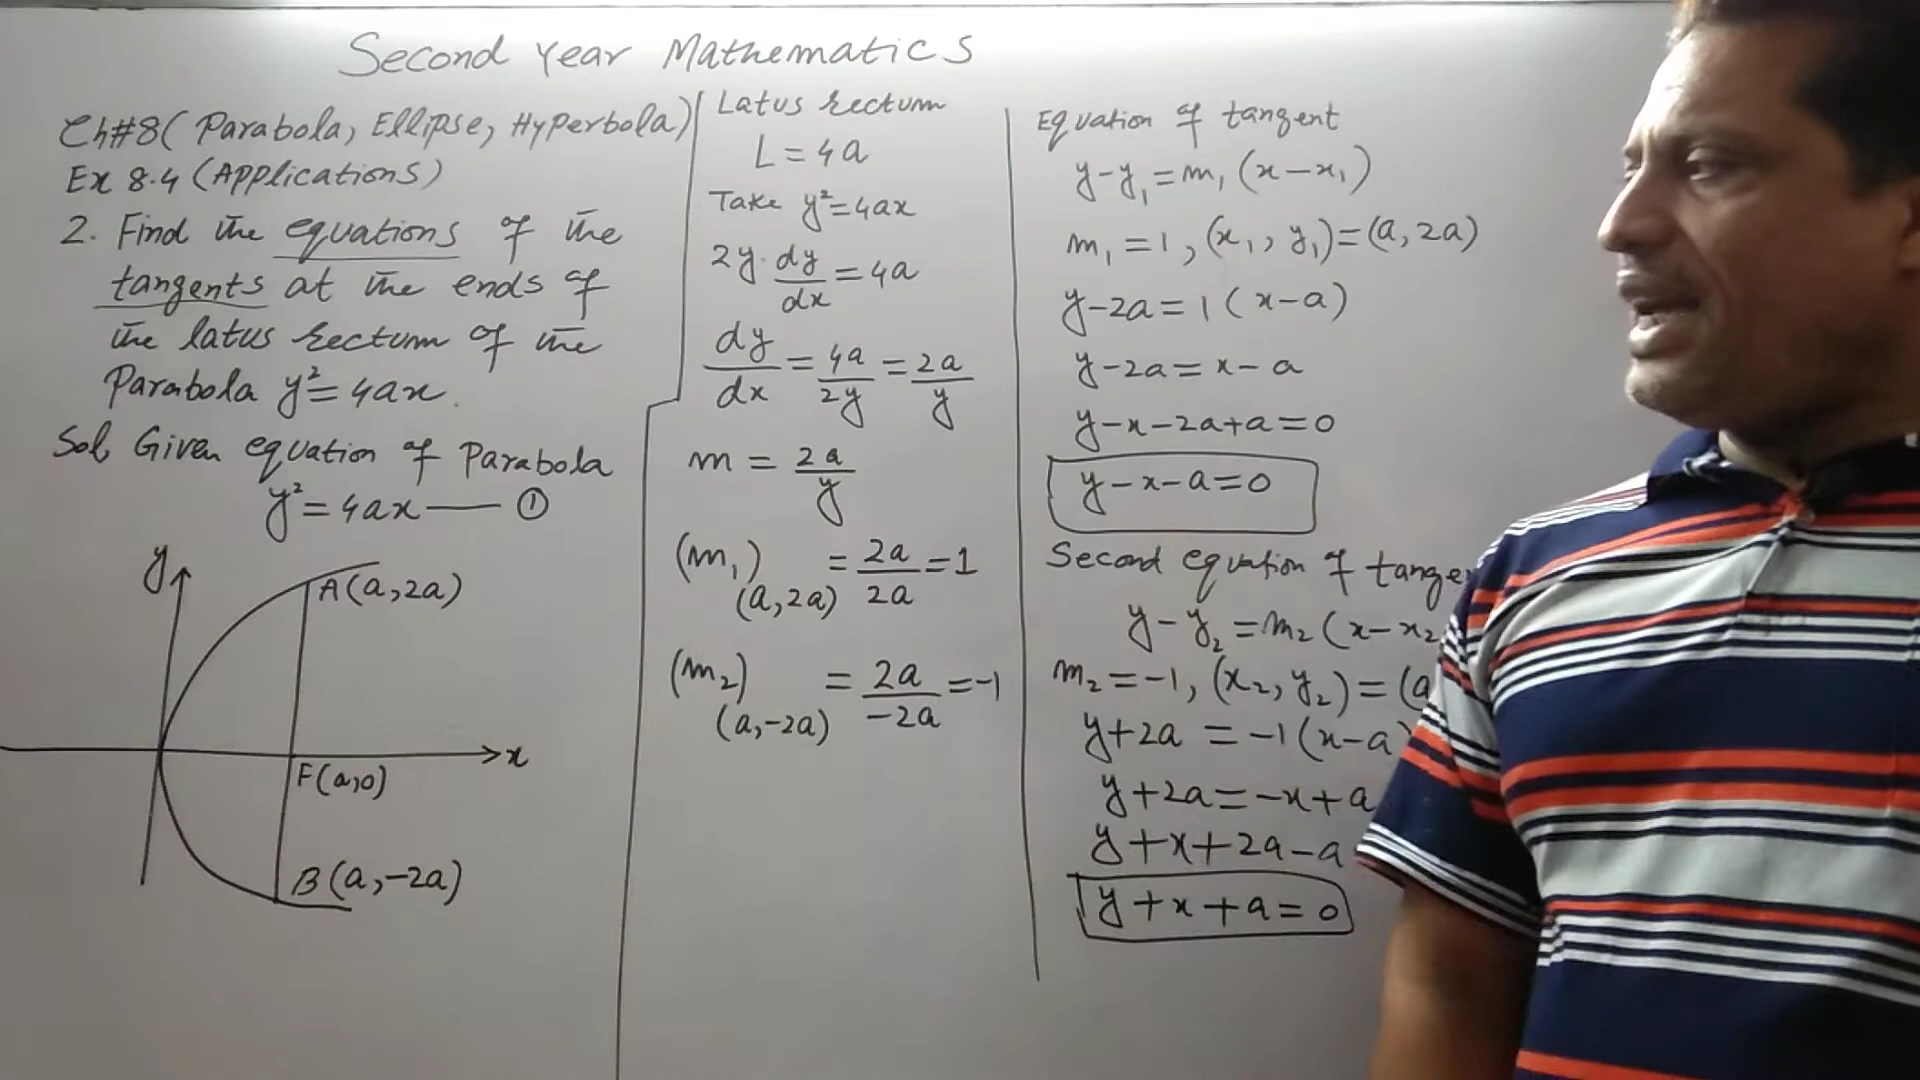 Second Year Mathematics
Ch#8(Parabola, Ellipse, Hyperbola)
Ex 8.4 (Applications)
2. Find the equations of the
tangents at the ends of
the latus rectum of the
Parabola y²=4ax.
Sol. Given equation of Parabola
y²=4ax — ①
y
A(a,2a)
x
F(a,0)
B(a,-2a)
Latus rectum
L=4a
Take y²=4ax
2y·dy/dx=4a
dy/dx=4a/2y=2a/y
m=2a/y
(m₁)(a,2a)=2a/2a=1
(m₂)(a,-2a)=2a/-2a=-1
Equation of tangent
y-y₁=m₁(x-x₁)
m₁=1,(x₁,y₁)=(a,2a)
y-2a=1(x-a)
y-2a=x-a
y-x-2a+a=0
y-x-a=0
Second equation of tange
y-y₂=m₂(x-x₂
m₂=-1,(x₂,y₂)=(a
y+2a=-1(x-a)
y+2a=-x+a
y+x+2a-a
y+x+a=0